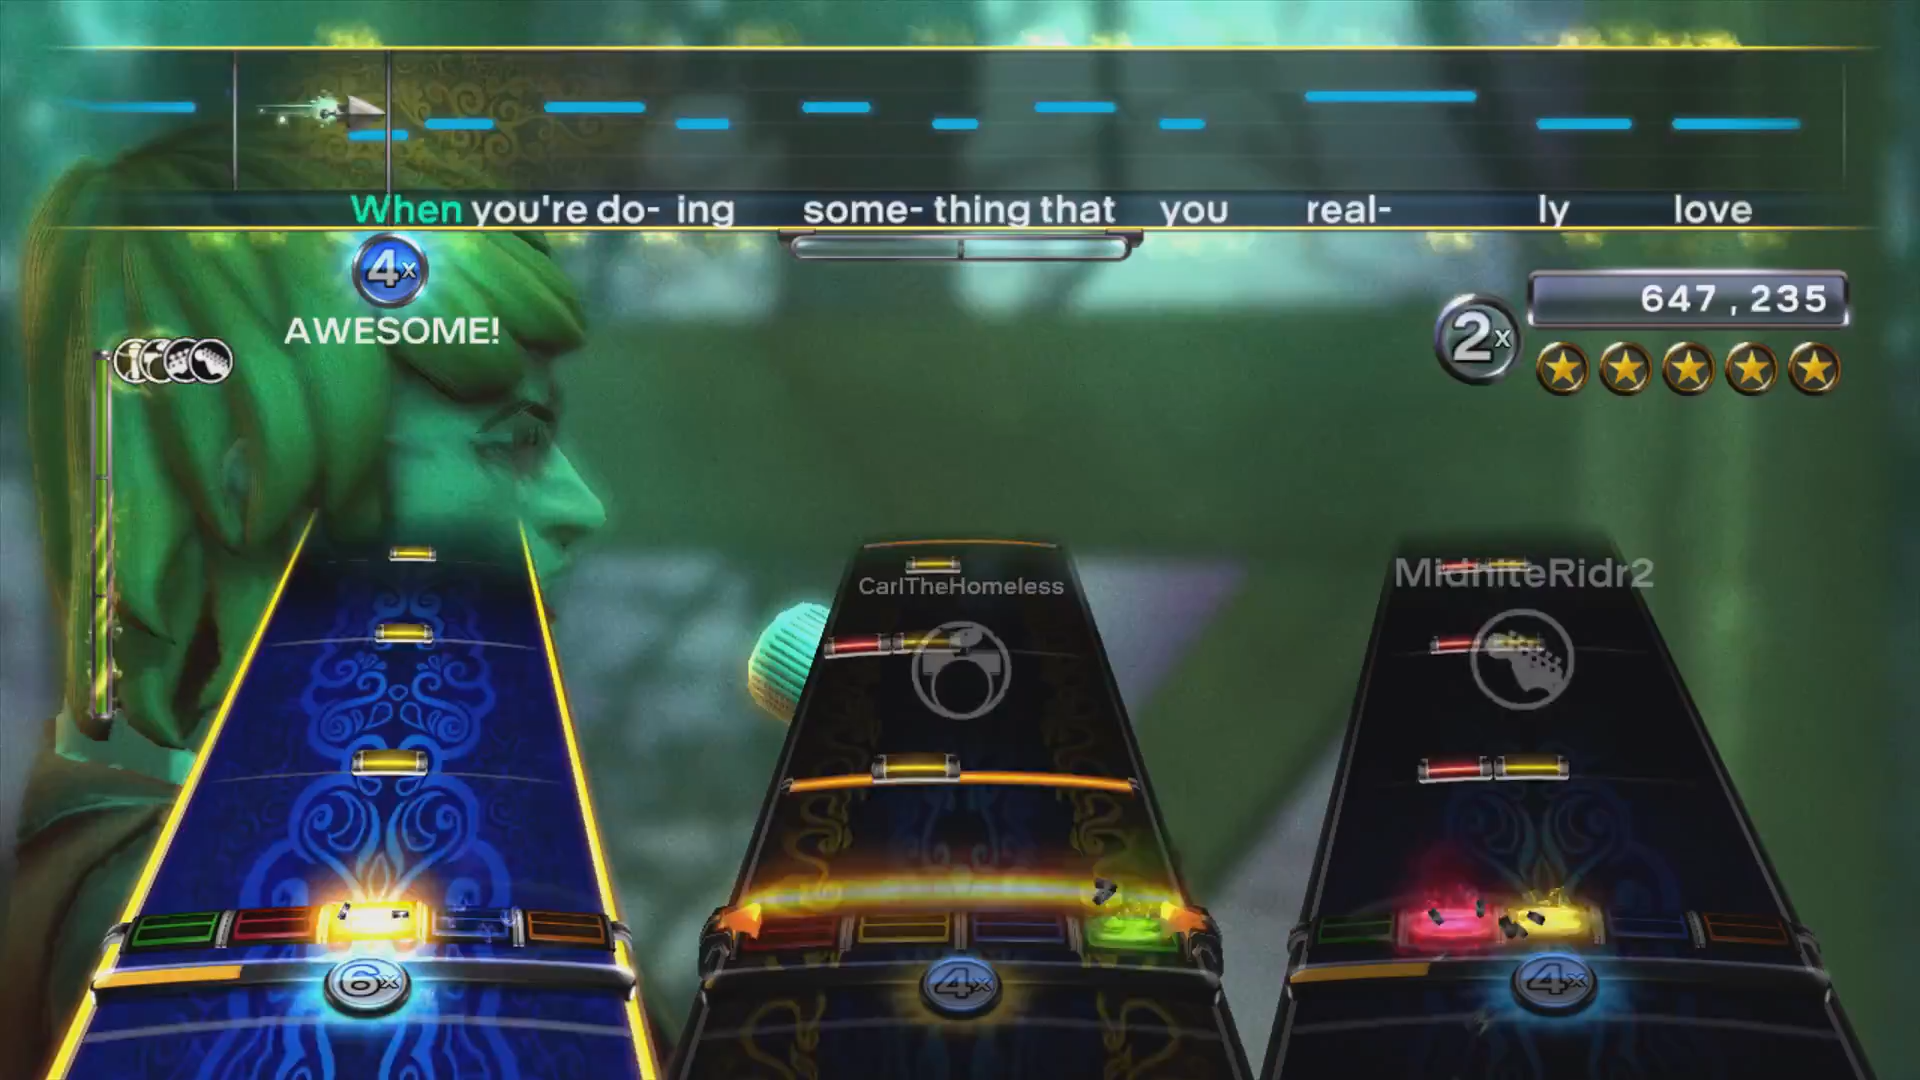 When you're do- ing some- thing that you real- ly love
4x
AWESOME!
647,235
2x
CarlTheHomeless
MidniteRidr2
6x
4x
4x